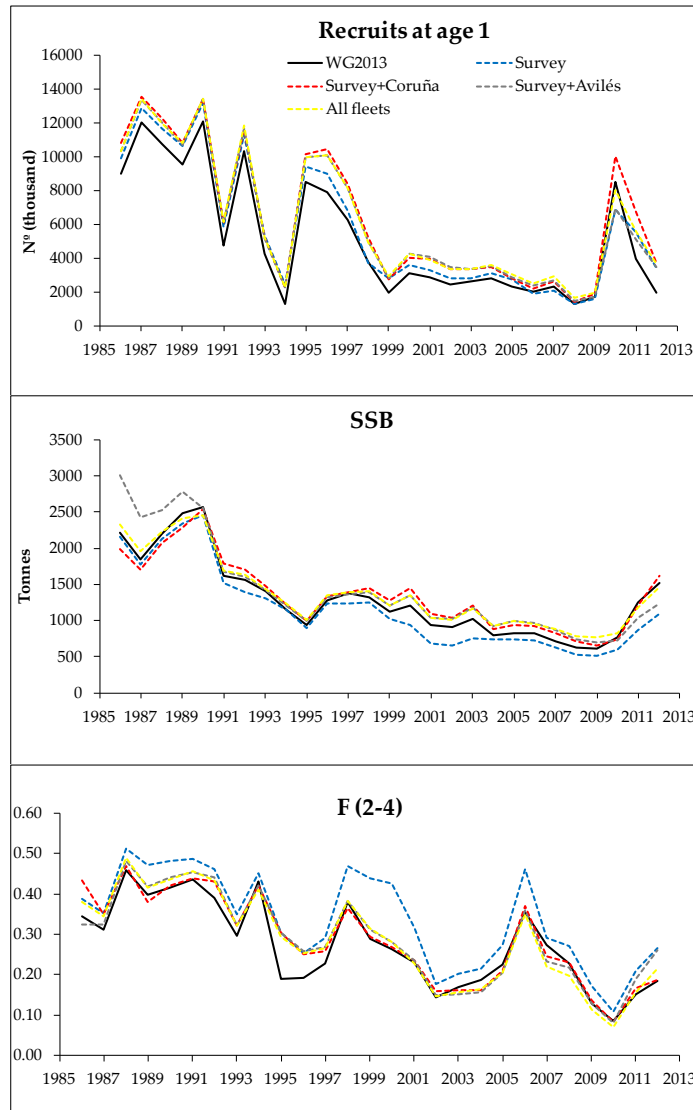 Recruits at age 1
WG2013 Survey
Survey+Coruña Survey+Avilés
All fleets
Nº (thousand)
16000
14000
12000
10000
8000
6000
4000
2000
0
1985 1987 1989 1991 1993 1995 1997 1999 2001 2003 2005 2007 2009 2011 2013
SSB
Tonnes
3500
3000
2500
2000
1500
1000
500
0
1985 1987 1989 1991 1993 1995 1997 1999 2001 2003 2005 2007 2009 2011 2013
F (2-4)
0.60
0.50
0.40
0.30
0.20
0.10
0.00
1985 1987 1989 1991 1993 1995 1997 1999 2001 2003 2005 2007 2009 2011 2013